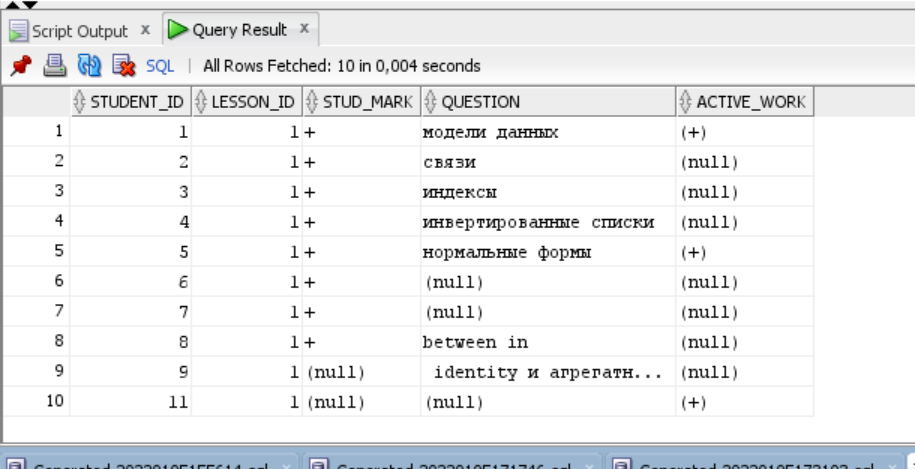 Script Output x Query Result x
SQL | All Rows Fetched: 10 in 0,004 seconds
STUDENT_ID LESSON_ID STUD_MARK QUESTION ACTIVE_WORK
1 1 1 + модели данных (+)
2 2 1 + связи (null)
3 3 1 + индексы (null)
4 4 1 + инвертированные списки (null)
5 5 1 + нормальные формы (+)
6 6 1 + (null) (null)
7 7 1 + (null) (null)
8 8 1 + between in (null)
9 9 1 (null) identity и агрегатн... (null)
10 11 1 (null) (null) (+)